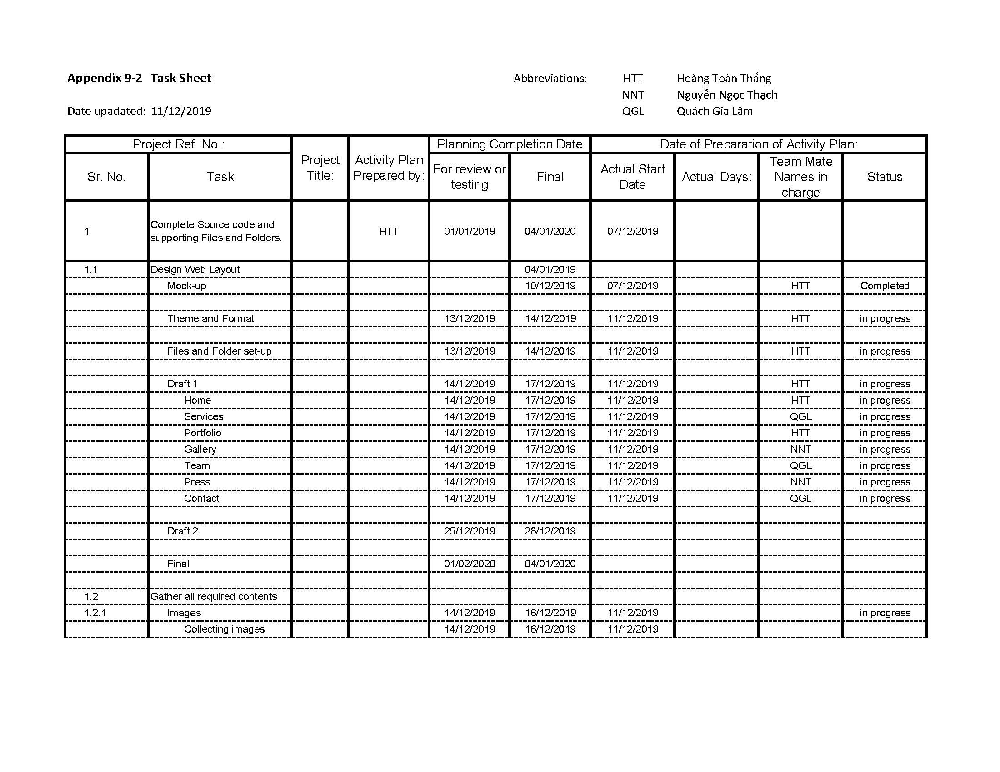 Appendix 9-2 Task Sheet Abbreviations: HTT Hoàng Toàn Thắng
NNT Nguyễn Ngọc Thạch
Date upadated: 11/12/2019 QGL Quách Gia Lâm
Project Ref. No.: Project Title: Activity Plan Prepared by: Planning Completion Date Date of Preparation of Activity Plan:
Sr. No. Task For review or testing Final Actual Start Date Actual Days: Team Mate Names in charge Status
1 Complete Source code and supporting Files and Folders. HTT 01/01/2019 04/01/2020 07/12/2019
1.1 Design Web Layout 04/01/2019
Mock-up 10/12/2019 07/12/2019 HTT Completed
Theme and Format 13/12/2019 14/12/2019 11/12/2019 HTT in progress
Files and Folder set-up 13/12/2019 14/12/2019 11/12/2019 HTT in progress
Draft 1 14/12/2019 17/12/2019 11/12/2019 HTT in progress
Home 14/12/2019 17/12/2019 11/12/2019 HTT in progress
Services 14/12/2019 17/12/2019 11/12/2019 QGL in progress
Portfolio 14/12/2019 17/12/2019 11/12/2019 HTT in progress
Gallery 14/12/2019 17/12/2019 11/12/2019 NNT in progress
Team 14/12/2019 17/12/2019 11/12/2019 QGL in progress
Press 14/12/2019 17/12/2019 11/12/2019 NNT in progress
Contact 14/12/2019 17/12/2019 11/12/2019 QGL in progress
Draft 2 25/12/2019 28/12/2019
Final 01/02/2020 04/01/2020
1.2 Gather all required contents
1.2.1 Images 14/12/2019 16/12/2019 11/12/2019 in progress
Collecting images 14/12/2019 16/12/2019 11/12/2019